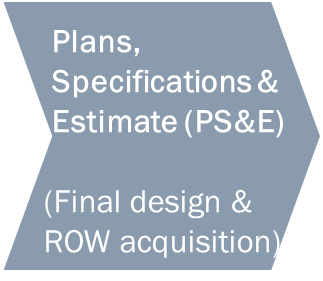 Plans,
Specifications &
Estimate (PS&E)
(Final design &
ROW acquisition)